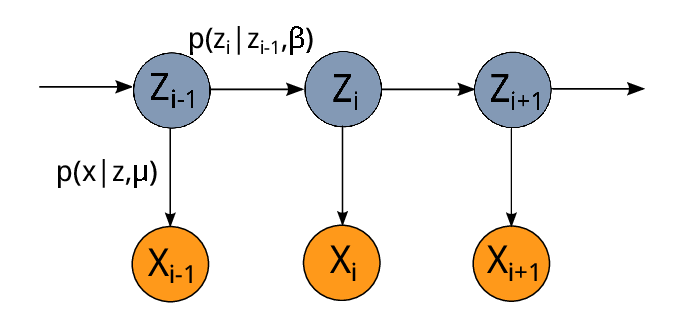 p(zᵢ|zᵢ₋₁,β)
Zᵢ₋₁ Zᵢ Zᵢ₊₁
p(x|z,μ)
Xᵢ₋₁ Xᵢ Xᵢ₊₁